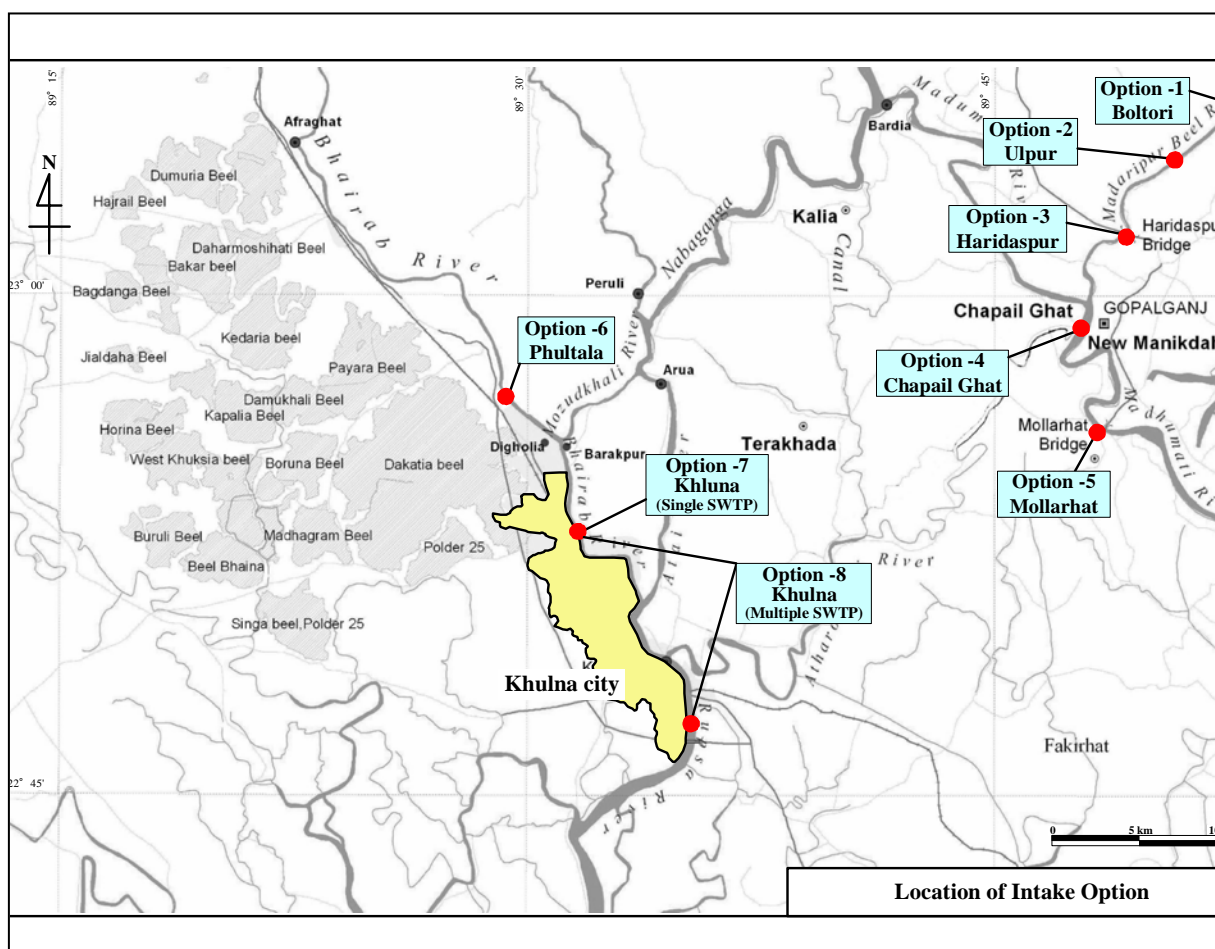 89° 15'
89° 30'
89° 45'
Option -1
Boltori
Option -2
Ulpur
Option -3
Haridaspur
Option -4
Chapail Ghat
Option -5
Mollarhat
Option -6
Phultala
Option -7
Khluna
(Single SWTP)
Option -8
Khulna
(Multiple SWTP)
N
Afraghat
Bhairab
River
Dumuria Beel
Hajrail Beel
Daharmoshihati Beel
Bakar beel
Bagdanga Beel
Kedaria beel
Jialdaha Beel
Payara Beel
Damukhali Beel
Kapalia Beel
Horina Beel
West Khuksia beel
Boruna Beel
Dakatia beel
Buruli Beel
Madhagram Beel
Beel Bhaina
Polder 25
Singa beel,Polder 25
Bardia
Kalia
Canal
Nabaganga
Peruli
Mozudkhali River
Arua
Digholia
Barakpur
Bhairab
Terakhada
Madaripur Beel R
Haridaspu
Bridge
Chapail Ghat
GOPALGANJ
New Manikdah
Mollarhat
Bridge
Madhumati Ri
River
Khulna city
Rupsa
River
Fakirhat
23° 00'
22° 45'
0
5 km
10
Location of Intake Option